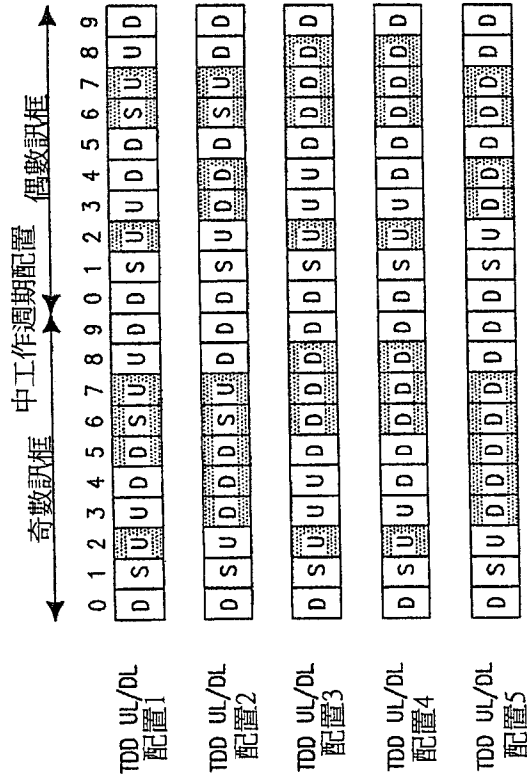 中工作週期配置
奇數訊框 偶數訊框
0 1 2 3 4 5 6 7 8 9 0 1 2 3 4 5 6 7 8 9
TDD UL/DL
配置1
D S U U D D S U U D D S U U D D S U U D
TDD UL/DL
配置2
D S U D D D S U D D D S U D D D S U D D
TDD UL/DL
配置3
D S U U U D D D D D D S U U U D D D D D
TDD UL/DL
配置4
D S U U D D D D D D D S U U D D D D D D
TDD UL/DL
配置5
D S U D D D D D D D D S U D D D D D D D